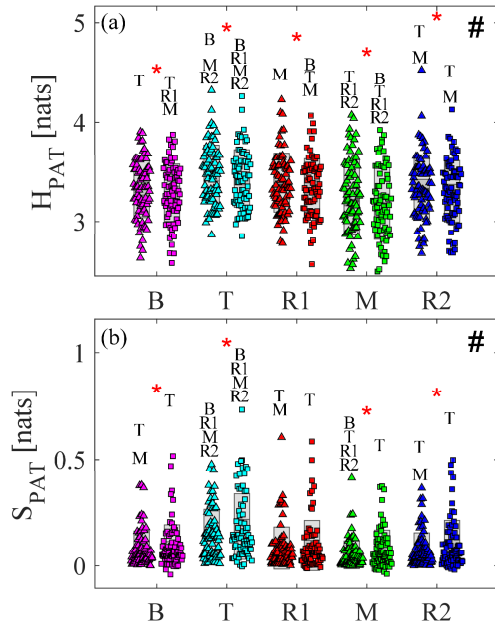 (a)
#
H_PAT [nats]
5
4
3
*
*
*
*
*
T
T
R1
M
B
M
R2
B
R1
M
R2
M
B
T
M
T
R1
R2
B
T
R1
R2
T
M
T
M
B T R1 M R2
(b)
#
S_PAT [nats]
1
0.5
0
*
*
*
*
T
M
T
B
R1
M
R2
B
R1
M
R2
T
M
T
B
T
R1
R2
T
T
M
T
B T R1 M R2